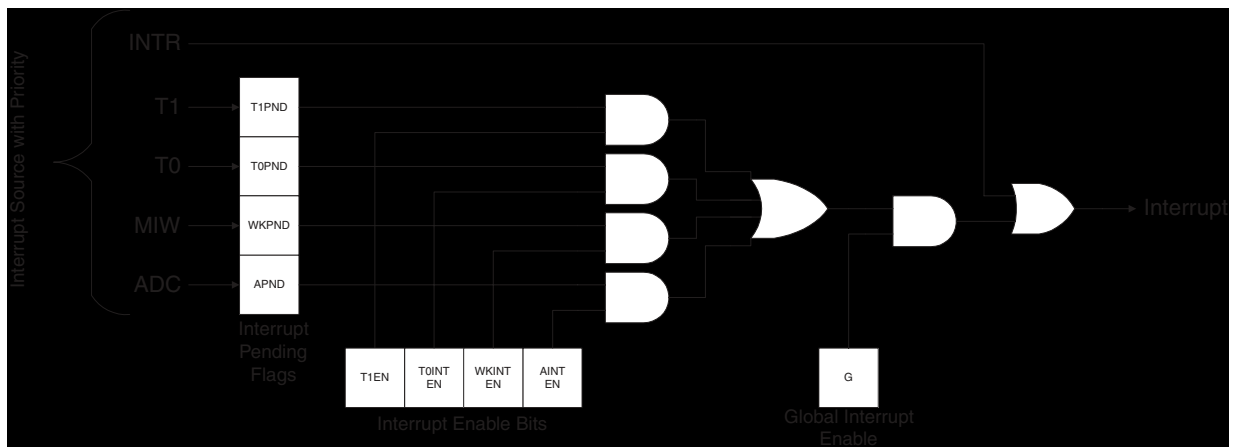 Interrupt Source with Priority
INTR
T1
T0
MIW
ADC
T1PND
T0PND
WKPND
APND
Interrupt
Pending
Flags
T1EN
T0INT
EN
WKINT
EN
AINT
EN
Interrupt Enable Bits
G
Global Interrupt
Enable
Interrupt